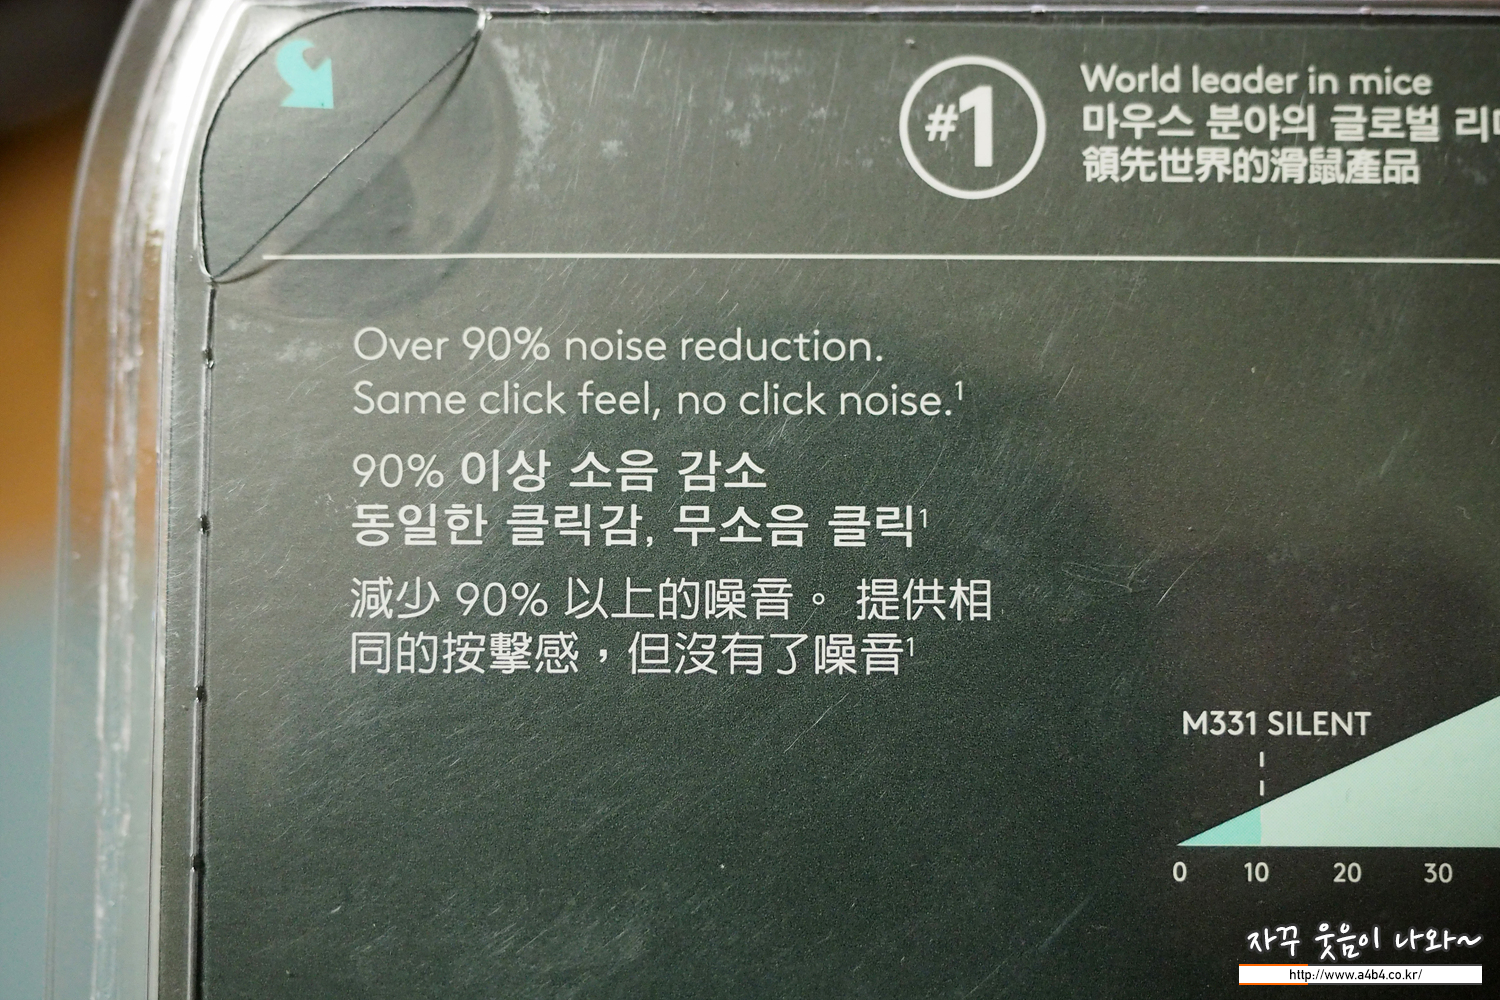 #1
World leader in mice
마우스 분야의 글로벌
領先世界的滑鼠產品
Over 90% noise reduction.
Same click feel, no click noise.¹
90% 이상 소음 감소
동일한 클릭감, 무소음 클릭¹
減少 90% 以上的噪音。 提供相
同的按擊感，但沒有了噪音¹
M331 SILENT
0 10 20 30
자꾸 웃음이 나와~
http://www.a4b4.co.kr/